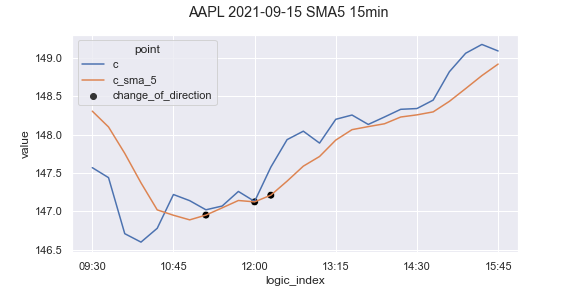 AAPL 2021-09-15 SMA5 15min
point
c
c_sma_5
change_of_direction
value
149.0
148.5
148.0
147.5
147.0
146.5
09:30 10:45 12:00 13:15 14:30 15:45
logic_index